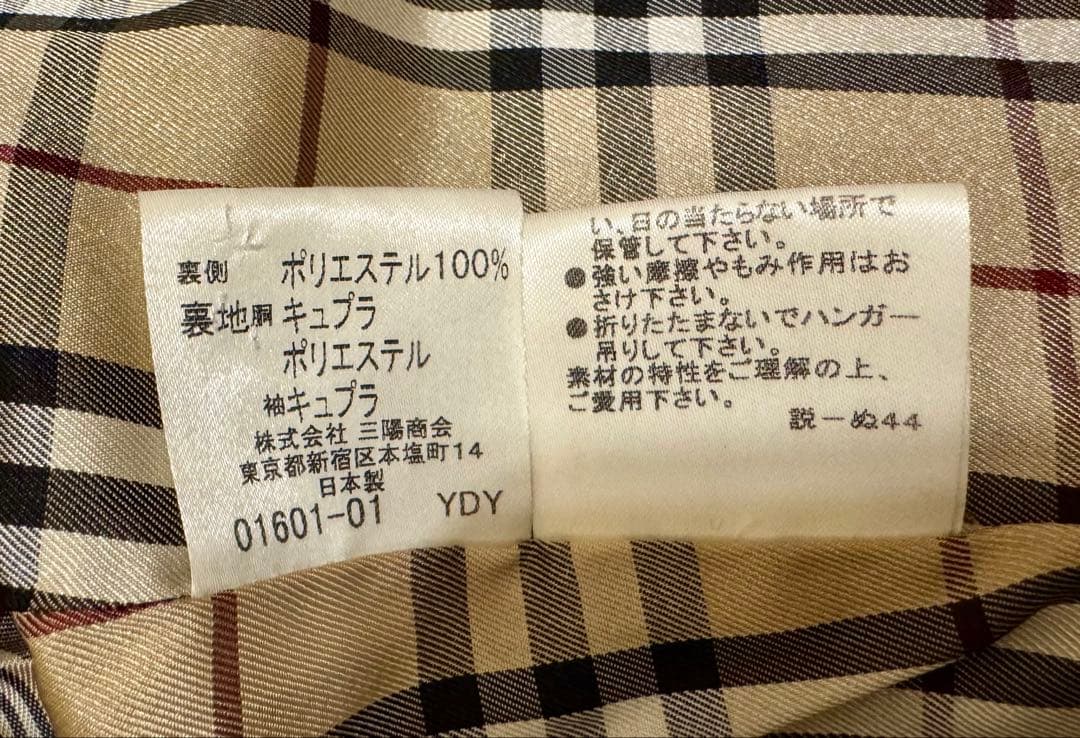 裏側 ポリエステル100%
裏地胴 キュプラ
ポリエステル
袖キュプラ
株式会社 三陽商会
東京都新宿区本塩町14
日本製
01601-01 YDY
い、日の当たらない場所で
保管して下さい。
●強い摩擦やもみ作用はお
さけ下さい。
●折りたたまないでハンガー
吊りして下さい。
素材の特性をご理解の上、
ご愛用下さい。
説ーぬ44